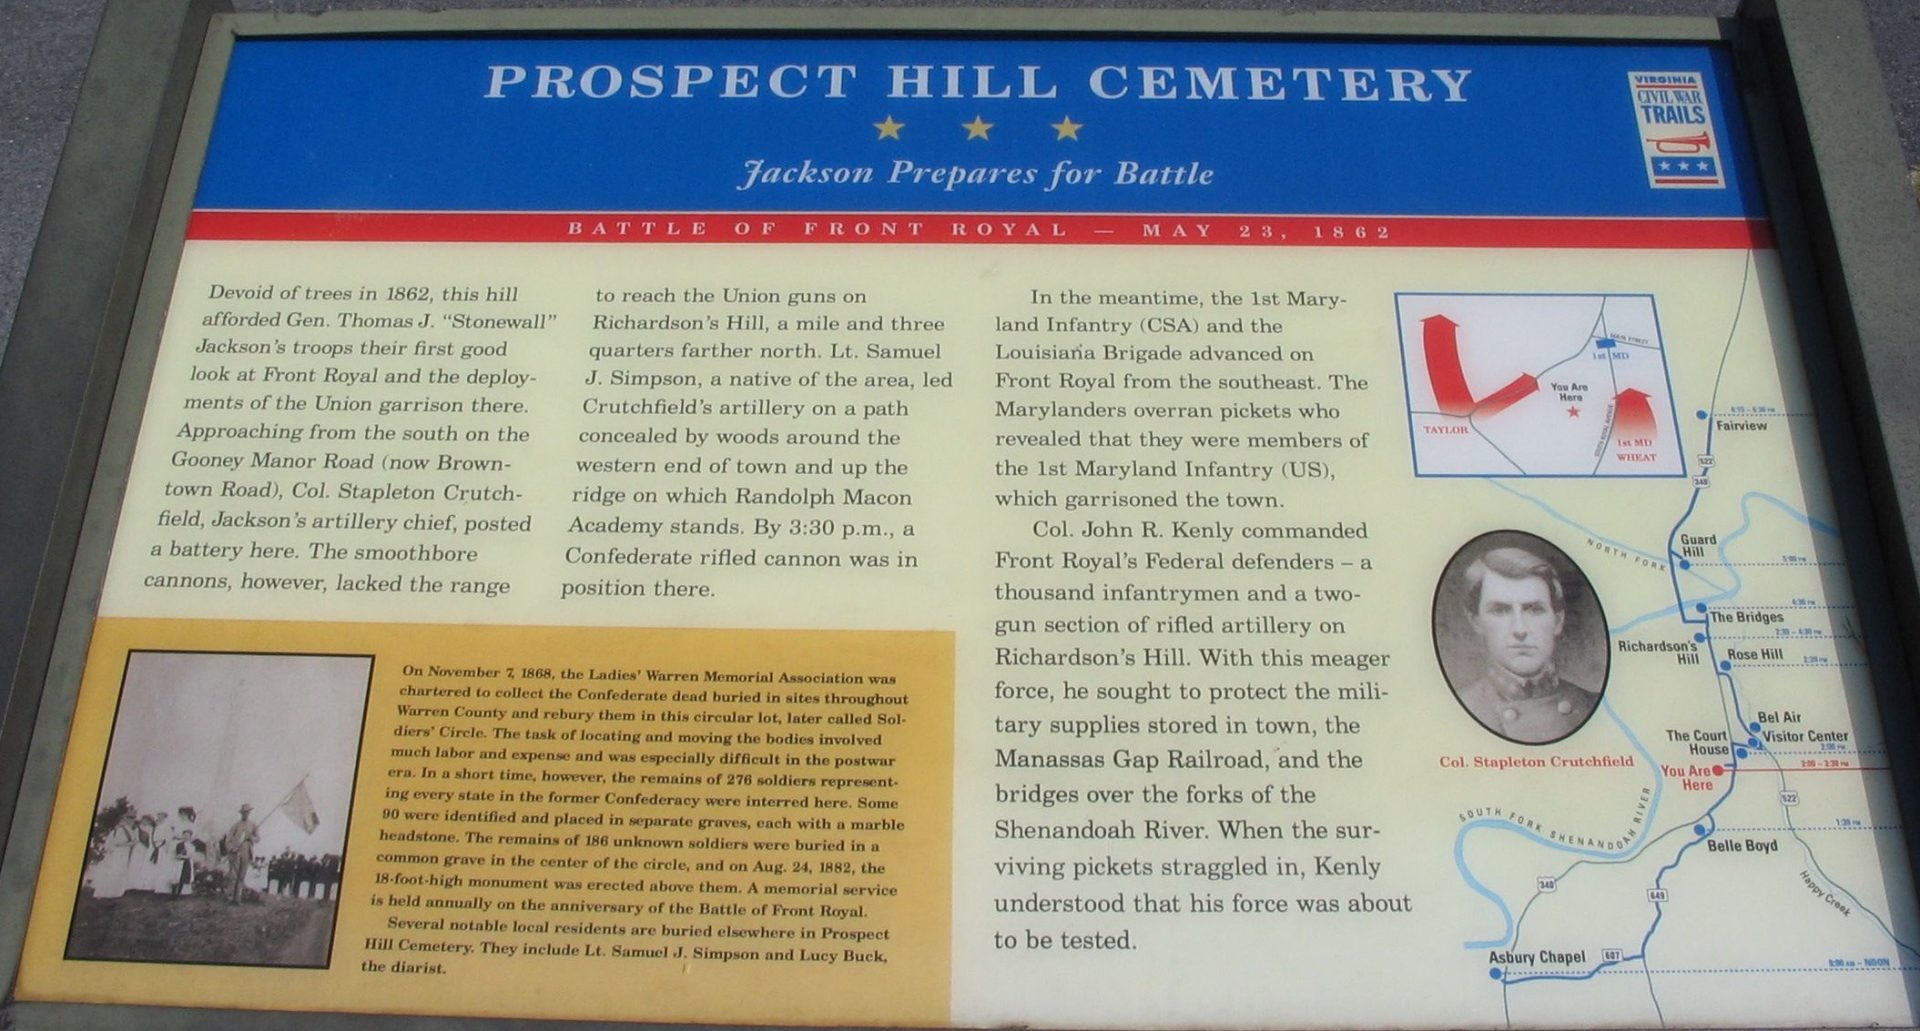 PROSPECT HILL CEMETERY
Jackson Prepares for Battle
VIRGINIA
CIVIL WAR
TRAILS
BATTLE OF FRONT ROYAL — MAY 23, 1862
Devoid of trees in 1862, this hill
afforded Gen. Thomas J. “Stonewall”
Jackson’s troops their first good
look at Front Royal and the deploy-
ments of the Union garrison there.
Approaching from the south on the
Gooney Manor Road (now Brown-
town Road), Col. Stapleton Crutch-
field, Jackson’s artillery chief, posted
a battery here. The smoothbore
cannons, however, lacked the range
to reach the Union guns on
Richardson’s Hill, a mile and three
quarters farther north. Lt. Samuel
J. Simpson, a native of the area, led
Crutchfield’s artillery on a path
concealed by woods around the
western end of town and up the
ridge on which Randolph Macon
Academy stands. By 3:30 p.m., a
Confederate rifled cannon was in
position there.
In the meantime, the 1st Mary-
land Infantry (CSA) and the
Louisiana Brigade advanced on
Front Royal from the southeast. The
Marylanders overran pickets who
revealed that they were members of
the 1st Maryland Infantry (US),
which garrisoned the town.
Col. John R. Kenly commanded
Front Royal’s Federal defenders – a
thousand infantrymen and a two-
gun section of rifled artillery on
Richardson’s Hill. With this meager
force, he sought to protect the mili-
tary supplies stored in town, the
Manassas Gap Railroad, and the
bridges over the forks of the
Shenandoah River. When the sur-
viving pickets straggled in, Kenly
understood that his force was about
to be tested.
On November 7, 1868, the Ladies’ Warren Memorial Association was
chartered to collect the Confederate dead buried in sites throughout
Warren County and rebury them in this circular lot, later called Sol-
diers’ Circle. The task of locating and moving the bodies involved
much labor and expense and was especially difficult in the postwar
era. In a short time, however, the remains of 276 soldiers represent-
ing every state in the former Confederacy were interred here. Some
90 were identified and placed in separate graves, each with a marble
headstone. The remains of 186 unknown soldiers were buried in a
common grave in the center of the circle, and on Aug. 24, 1882, the
18-foot-high monument was erected above them. A memorial service
is held annually on the anniversary of the Battle of Front Royal.
Several notable local residents are buried elsewhere in Prospect
Hill Cemetery. They include Lt. Samuel J. Simpson and Lucy Buck,
the diarist.
1st MD
You Are
Here
TAYLOR
1st MD
WHEAT
Col. Stapleton Crutchfield
Fairview
522
340
NORTH FORK
Guard
Hill
5:00 PM
The Bridges
Richardson’s
Hill
Rose Hill
Bel Air
Visitor Center
The Court
House
You Are
Here
522
SOUTH FORK SHENANDOAH RIVER
1:30 PM
Belle Boyd
340
649
Happy Creek
Asbury Chapel
607